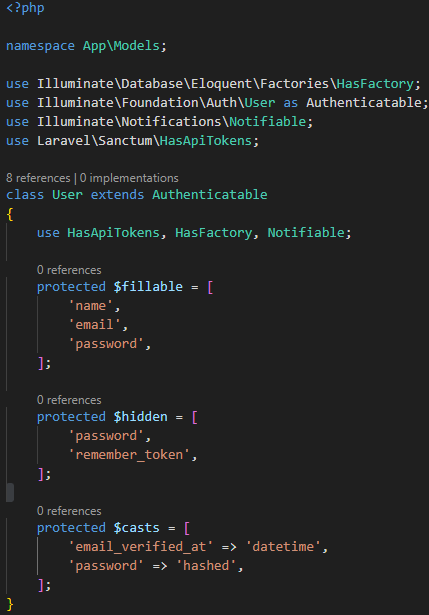 <?php
namespace App\Models;
use Illuminate\Database\Eloquent\Factories\HasFactory;
use Illuminate\Foundation\Auth\User as Authenticatable;
use Illuminate\Notifications\Notifiable;
use Laravel\Sanctum\HasApiTokens;
8 references | 0 implementations
class User extends Authenticatable
{
    use HasApiTokens, HasFactory, Notifiable;
    0 references
    protected $fillable = [
        'name',
        'email',
        'password',
    ];
    0 references
    protected $hidden = [
        'password',
        'remember_token',
    ];
    0 references
    protected $casts = [
        'email_verified_at' => 'datetime',
        'password' => 'hashed',
    ];
}